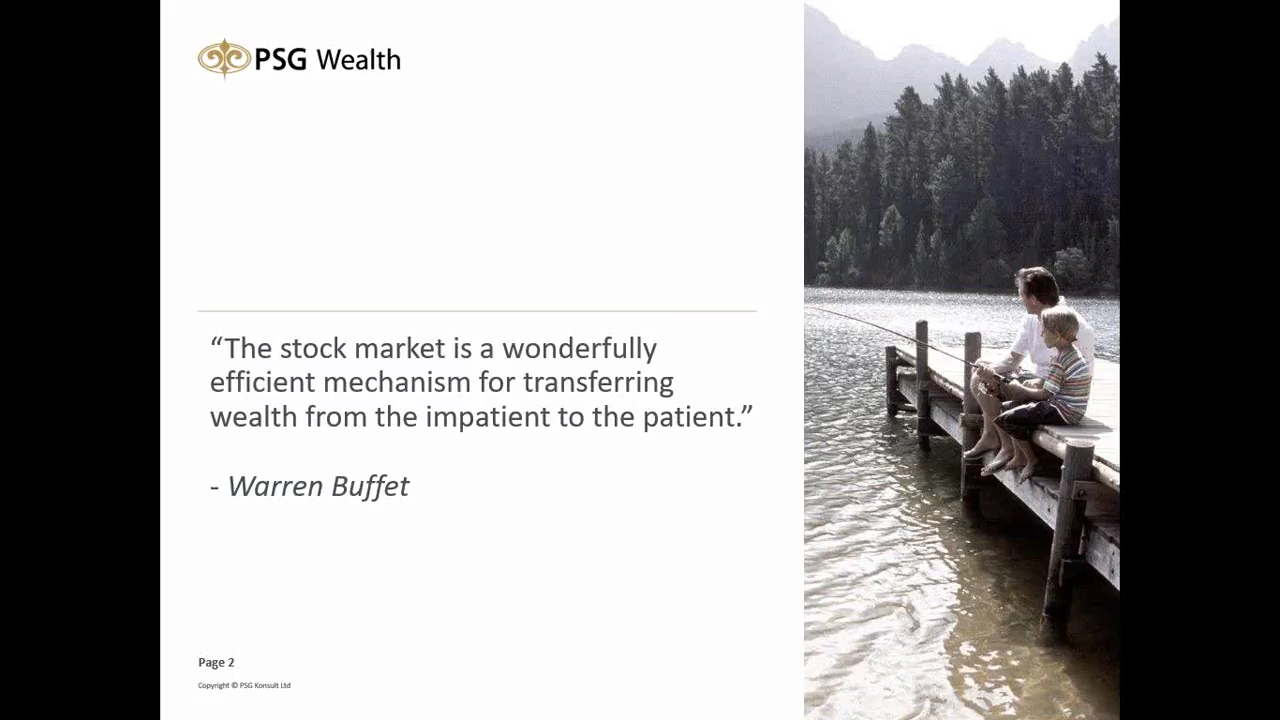 PSG Wealth
“The stock market is a wonderfully
efficient mechanism for transferring
wealth from the impatient to the patient.”
- Warren Buffet
Page 2
Copyright © PSG Konsult Ltd